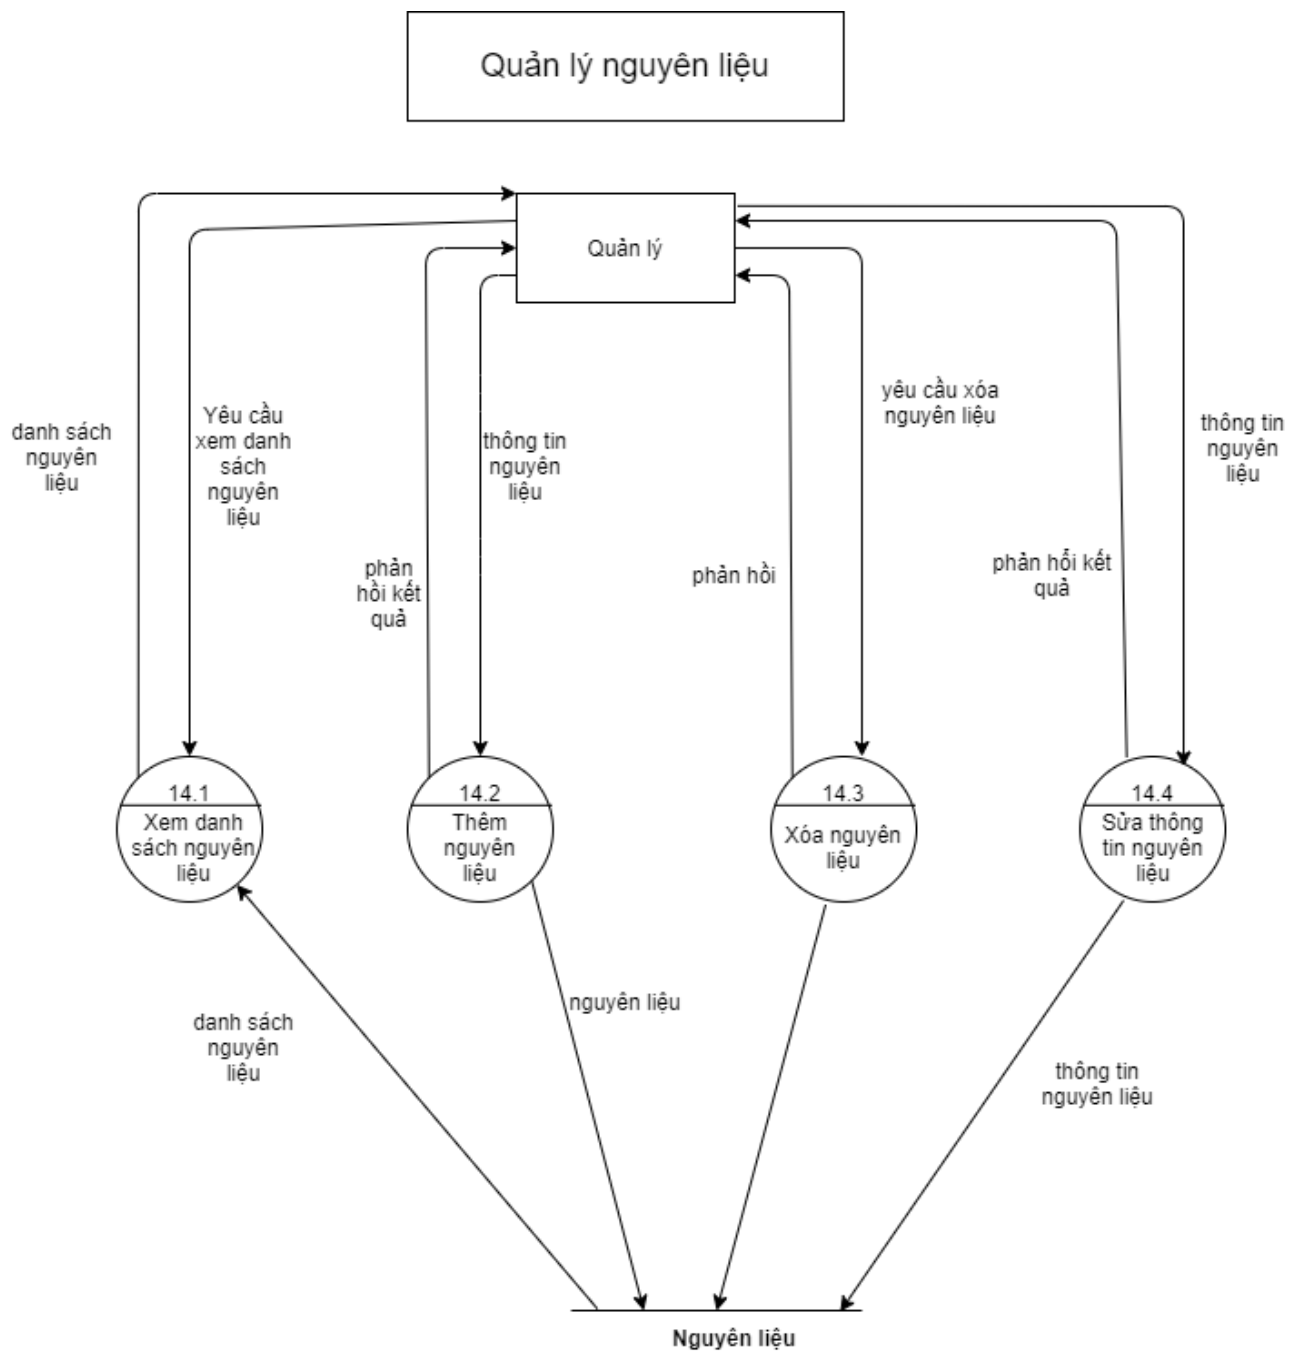 Quản lý nguyên liệu
Quản lý
danh sách
nguyên
liệu
Yêu cầu
xem danh
sách
nguyên
liệu
phản
hồi kết
quả
thông tin
nguyên
liệu
phản hồi
yêu cầu xóa
nguyên liệu
phản hổi kết
quả
thông tin
nguyên
liệu
14.1
Xem danh
sách nguyên
liệu
14.2
Thêm
nguyên
liệu
14.3
Xóa nguyên
liệu
14.4
Sửa thông
tin nguyên
liệu
danh sách
nguyên
liệu
nguyên liệu
thông tin
nguyên liệu
Nguyên liệu